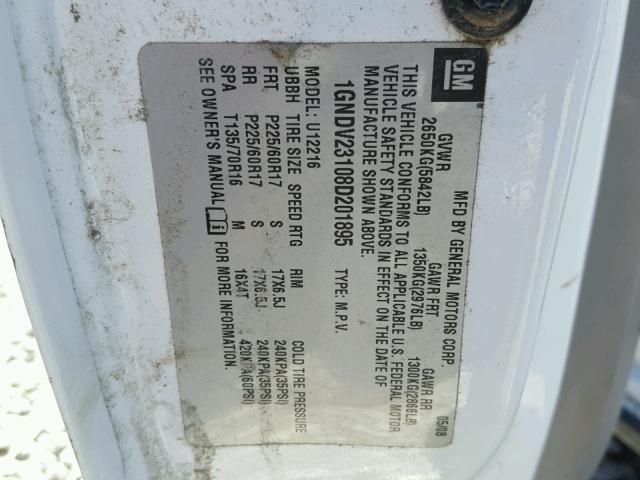 GM
MFD BY GENERAL MOTORS CORP. 05/08
GVWR GAWR FRT GAWR RR
2650KG(5842LB) 1350KG(2976LB) 1300KG(2866LB)
THIS VEHICLE CONFORMS TO ALL APPLICABLE U.S. FEDERAL MOTOR
VEHICLE SAFETY STANDARDS IN EFFECT ON THE DATE OF
MANUFACTURE SHOWN ABOVE.
1GNDV23108D201895 TYPE: M.P.V.
MODEL: U12216
UBBH TIRE SIZE SPEED RTG RIM COLD TIRE PRESSURE
FRT P225/60R17 S 17X6.5J 240KPA(35PSI)
RR P225/60R17 S 17X6.5J 240KPA(35PSI)
SPA T135/70R16 M 16X4T 420KPA(60PSI)
SEE OWNER'S MANUAL i FOR MORE INFORMATION.